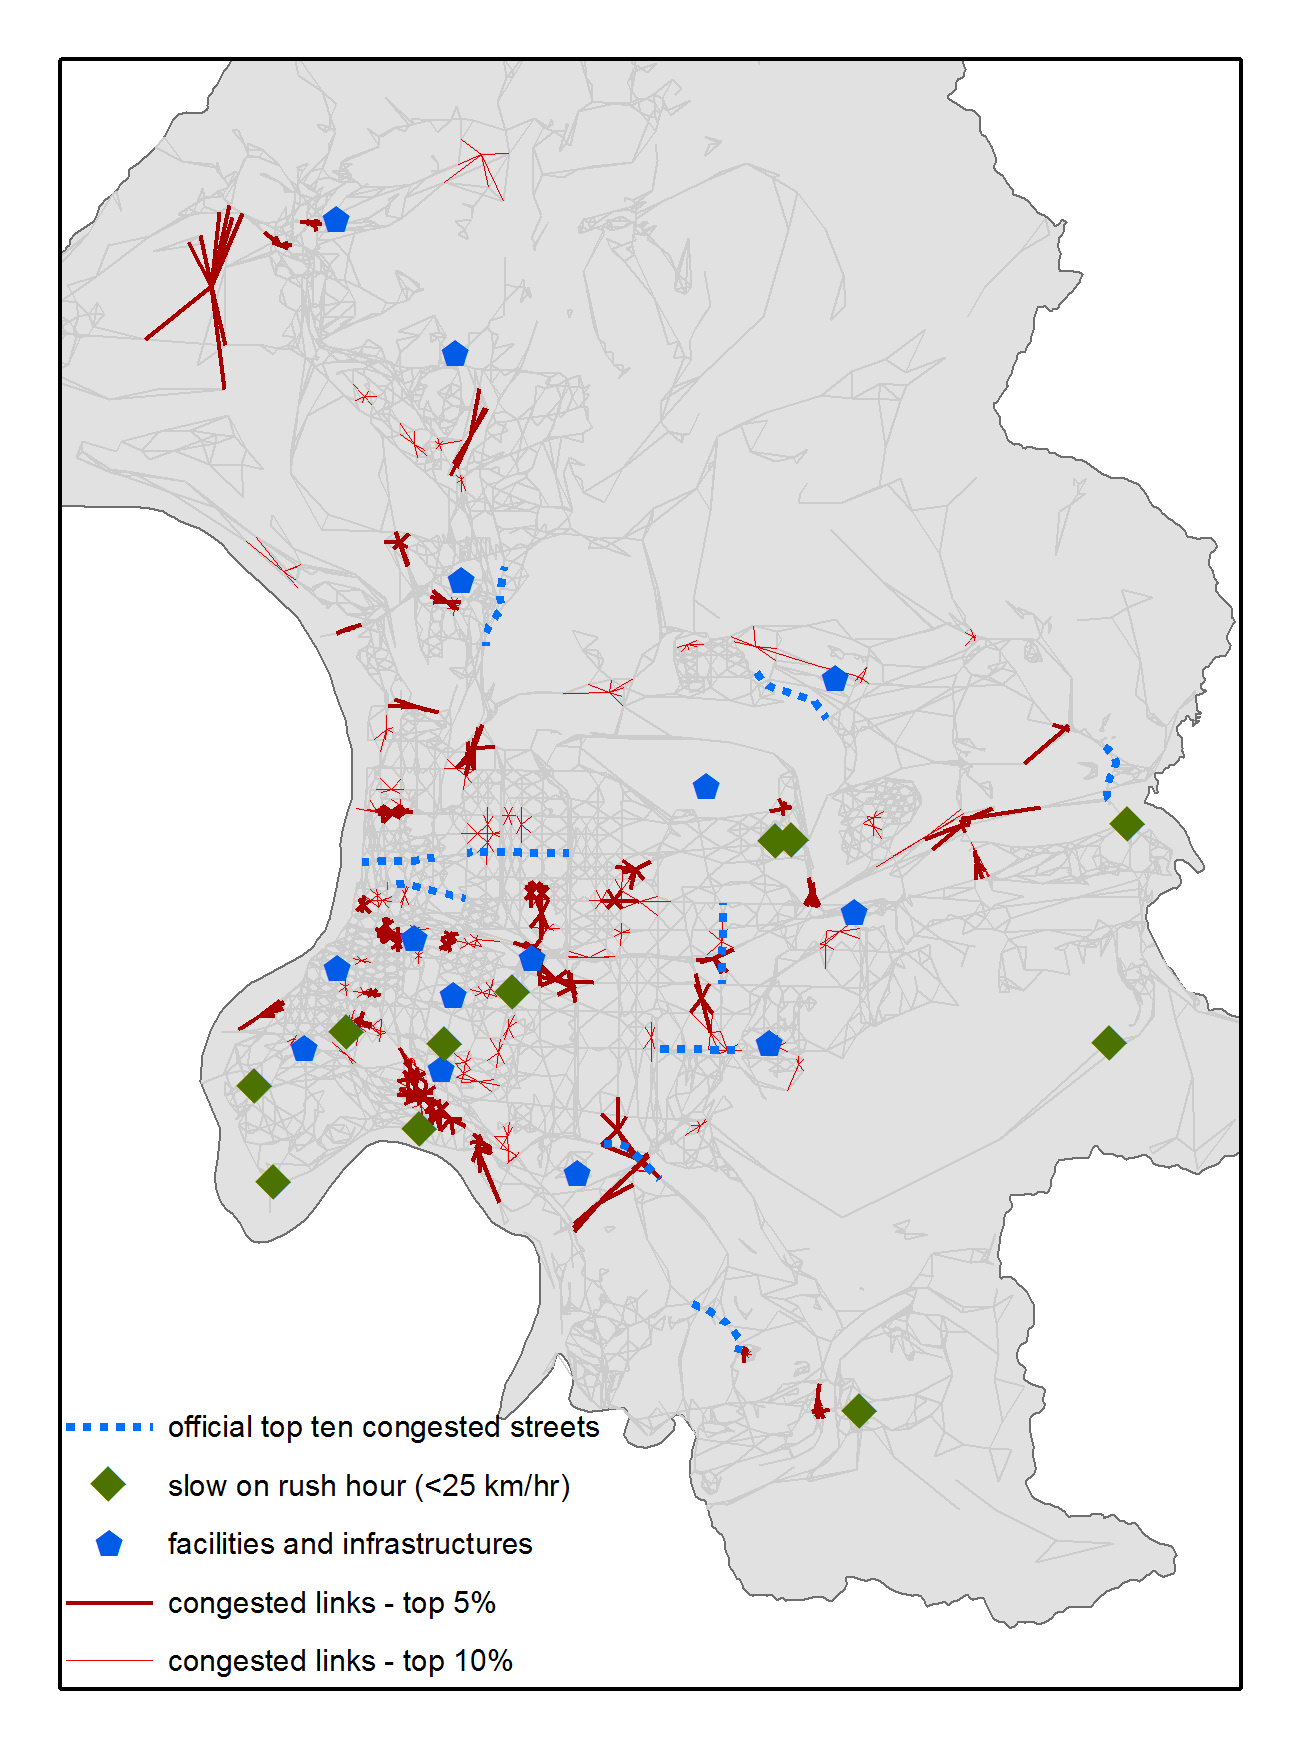 official top ten congested streets
slow on rush hour (<25 km/hr)
facilities and infrastructures
congested links - top 5%
congested links - top 10%